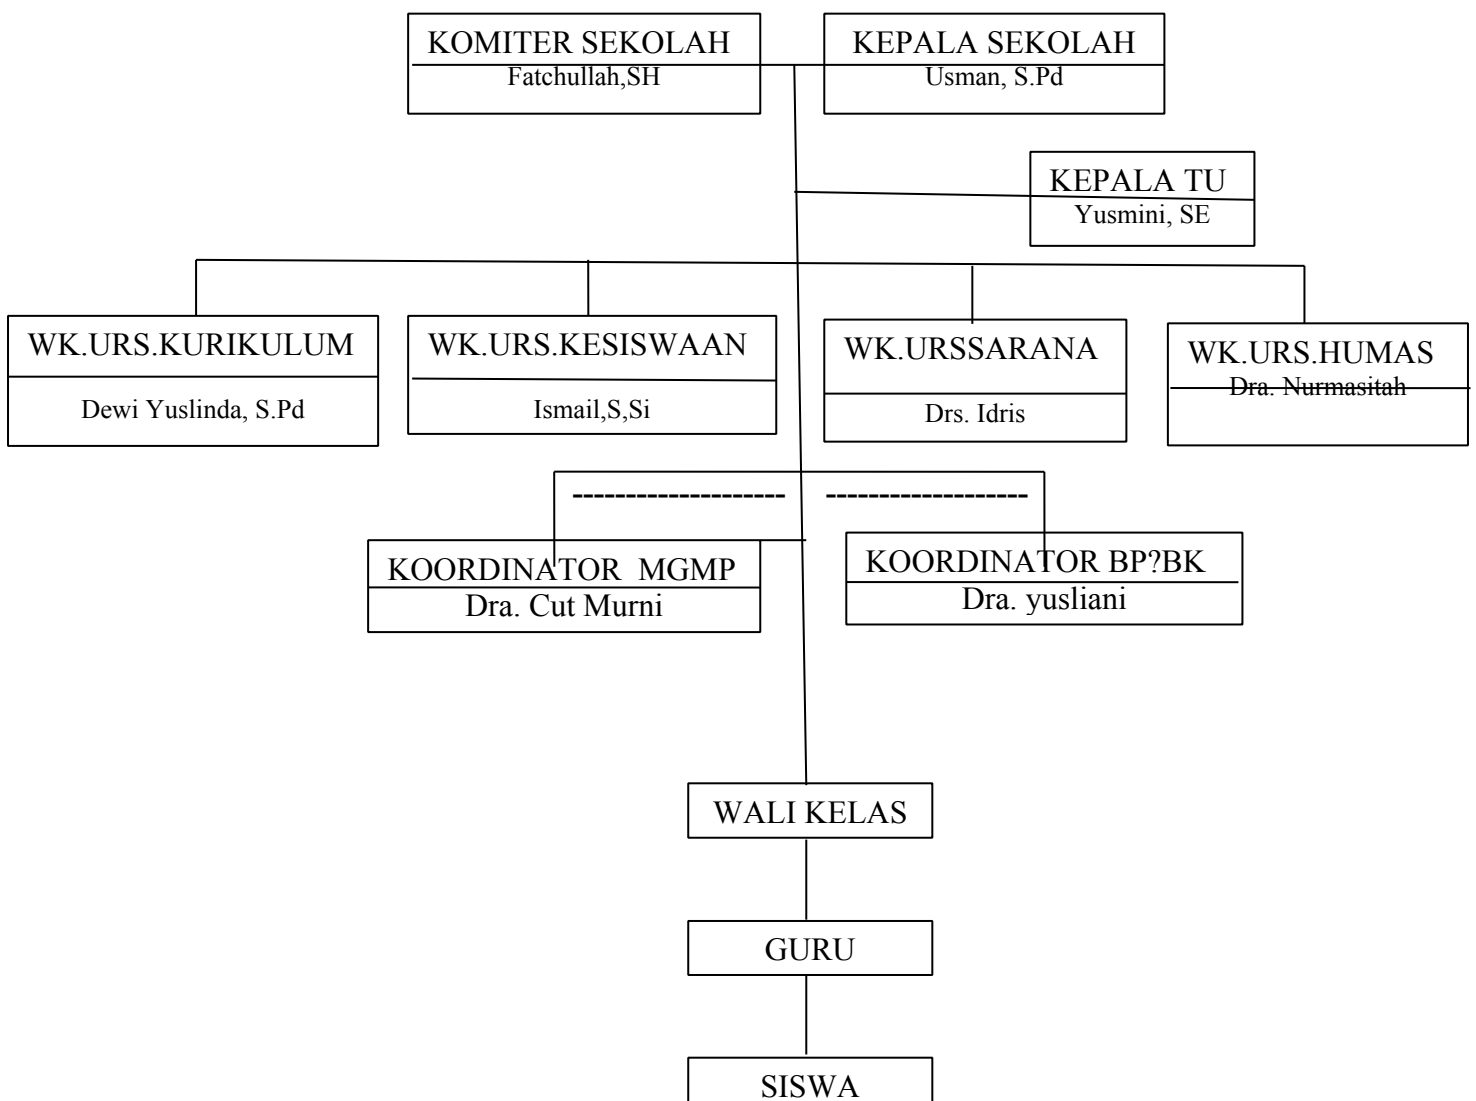 KOMITER SEKOLAH
Fatchullah,SH
KEPALA SEKOLAH
Usman, S.Pd
KEPALA TU
Yusmini, SE
WK.URS.KURIKULUM
Dewi Yuslinda, S.Pd
WK.URS.KESISWAAN
Ismail,S,Si
WK.URSSARANA
Drs. Idris
WK.URS.HUMAS
Dra. Nurmasitah
KOORDINATOR MGMP
Dra. Cut Murni
KOORDINATOR BP?BK
Dra. yusliani
WALI KELAS
GURU
SISWA